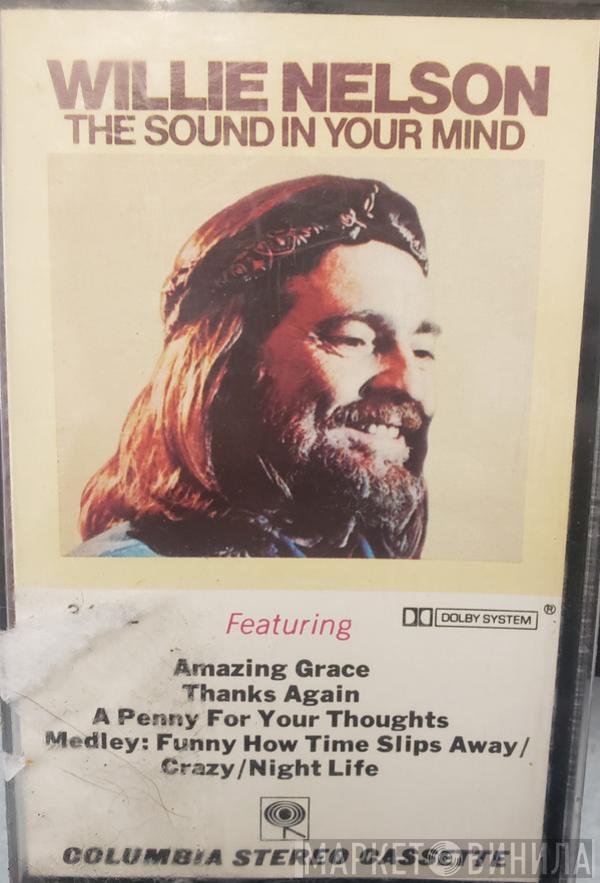 WILLIE NELSON
THE SOUND IN YOUR MIND
Featuring
DOLBY SYSTEM ®
Amazing Grace
Thanks Again
A Penny For Your Thoughts
Medley: Funny How Time Slips Away/
Crazy/Night Life
COLUMBIA STEREO CASSETTE
МАРКЕТ ВИНИЛА